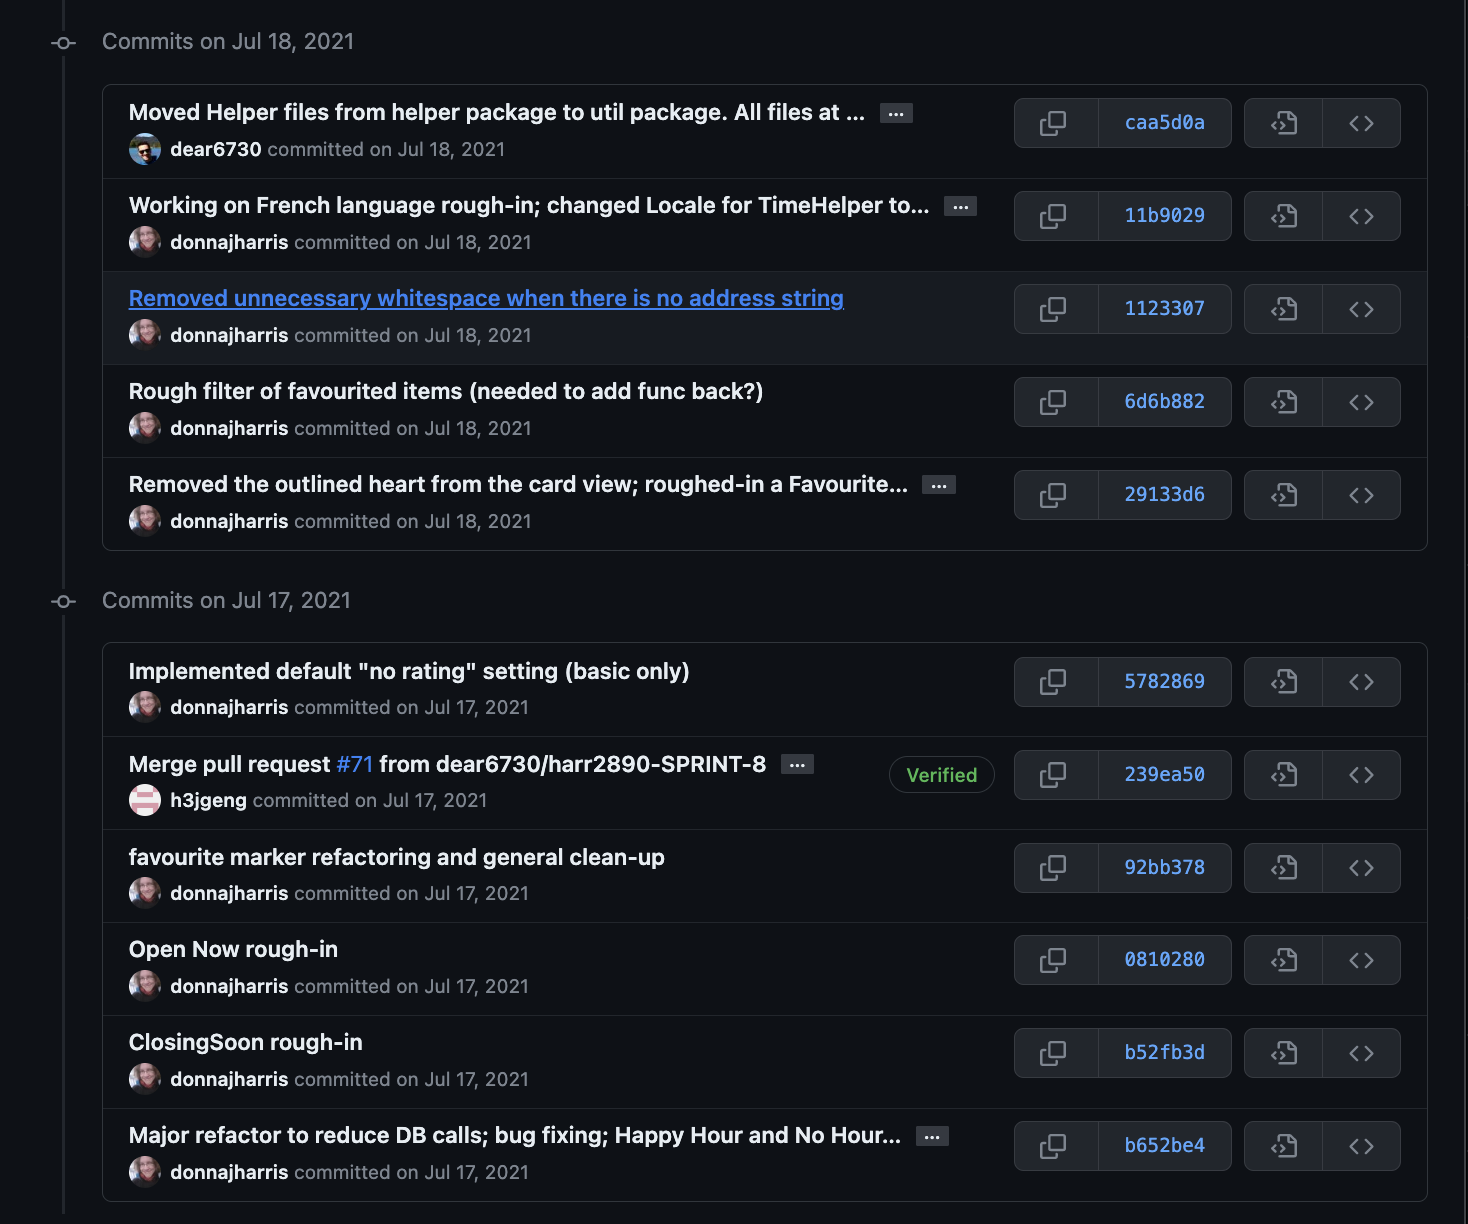 Commits on Jul 18, 2021
Moved Helper files from helper package to util package. All files at ... …
caa5d0a
dear6730 committed on Jul 18, 2021
Working on French language rough-in; changed Locale for TimeHelper to... …
11b9029
donnajharris committed on Jul 18, 2021
Removed unnecessary whitespace when there is no address string
1123307
donnajharris committed on Jul 18, 2021
Rough filter of favourited items (needed to add func back?)
6d6b882
donnajharris committed on Jul 18, 2021
Removed the outlined heart from the card view; roughed-in a Favourite... …
29133d6
donnajharris committed on Jul 18, 2021
Commits on Jul 17, 2021
Implemented default "no rating" setting (basic only)
5782869
donnajharris committed on Jul 17, 2021
Merge pull request #71 from dear6730/harr2890-SPRINT-8 …
Verified
239ea50
h3jgeng committed on Jul 17, 2021
favourite marker refactoring and general clean-up
92bb378
donnajharris committed on Jul 17, 2021
Open Now rough-in
0810280
donnajharris committed on Jul 17, 2021
ClosingSoon rough-in
b52fb3d
donnajharris committed on Jul 17, 2021
Major refactor to reduce DB calls; bug fixing; Happy Hour and No Hour... …
b652be4
donnajharris committed on Jul 17, 2021